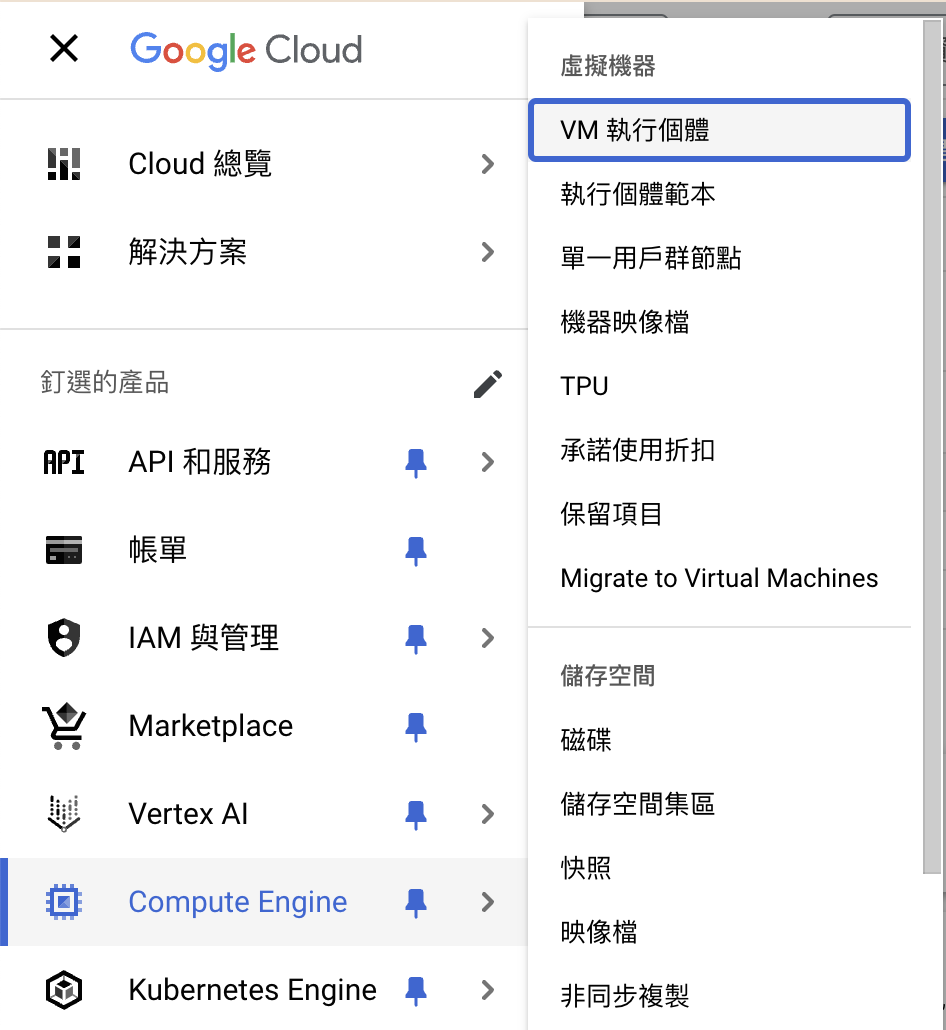 Google Cloud
Cloud 總覽
解決方案
釘選的產品
API
API 和服務
帳單
IAM 與管理
Marketplace
Vertex AI
Compute Engine
Kubernetes Engine
虛擬機器
VM 執行個體
執行個體範本
單一用戶群節點
機器映像檔
TPU
承諾使用折扣
保留項目
Migrate to Virtual Machines
儲存空間
磁碟
儲存空間集區
快照
映像檔
非同步複製